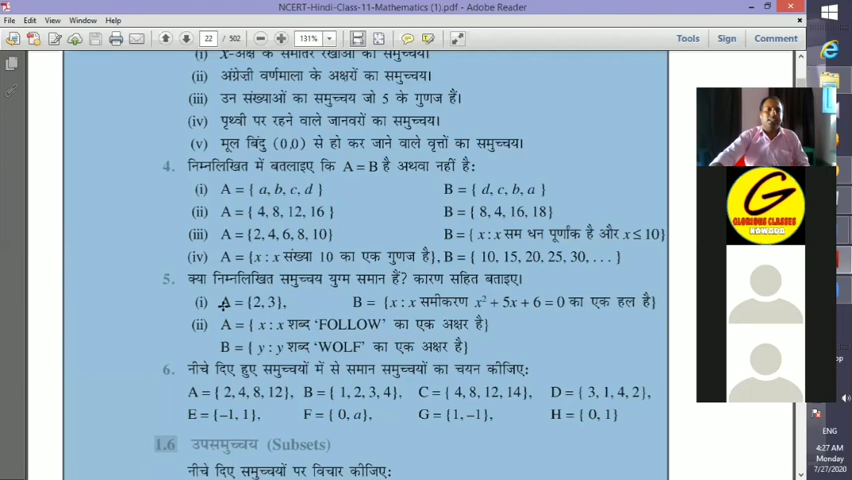 NCERT-Hindi-Class-11-Mathematics (1).pdf - Adobe Reader
File Edit View Window Help
22 / 502 131% Tools Sign Comment
(i) x-अक्ष के समांतर रेखाओं का समुच्चय।
(ii) अंग्रेजी वर्णमाला के अक्षरों का समुच्चय।
(iii) उन संख्याओं का समुच्चय जो 5 के गुणज हैं।
(iv) पृथ्वी पर रहने वाले जानवरों का समुच्चय।
(v) मूल बिंदु (0,0) से हो कर जाने वाले वृत्तों का समुच्चय।
4. निम्नलिखित में बतलाइए कि A = B है अथवा नहीं है:
(i) A = { a, b, c, d } B = { d, c, b, a }
(ii) A = { 4, 8, 12, 16 } B = { 8, 4, 16, 18}
(iii) A = {2, 4, 6, 8, 10} B = { x : x सम धन पूर्णांक है और x ≤ 10}
(iv) A = {x : x संख्या 10 का एक गुणज है}, B = { 10, 15, 20, 25, 30, . . . }
5. क्या निम्नलिखित समुच्चय युग्म समान हैं? कारण सहित बताइए।
(i) A = {2, 3}, B = {x : x समीकरण x² + 5x + 6 = 0 का एक हल है}
(ii) A = { x : x शब्द ‘FOLLOW’ का एक अक्षर है}
B = { y : y शब्द ‘WOLF’ का एक अक्षर है}
6. नीचे दिए हुए समुच्चयों में से समान समुच्चयों का चयन कीजिए:
A = { 2, 4, 8, 12}, B = { 1, 2, 3, 4}, C = { 4, 8, 12, 14}, D = { 3, 1, 4, 2},
E = {–1, 1}, F = { 0, a}, G = {1, –1}, H = { 0, 1}
1.6 उपसमुच्चय (Subsets)
नीचे दिए समुच्चयों पर विचार कीजिए:
G
GLORIOUS CLASSES
KOWGDB
ENG
4:27 AM
Monday
7/27/2020